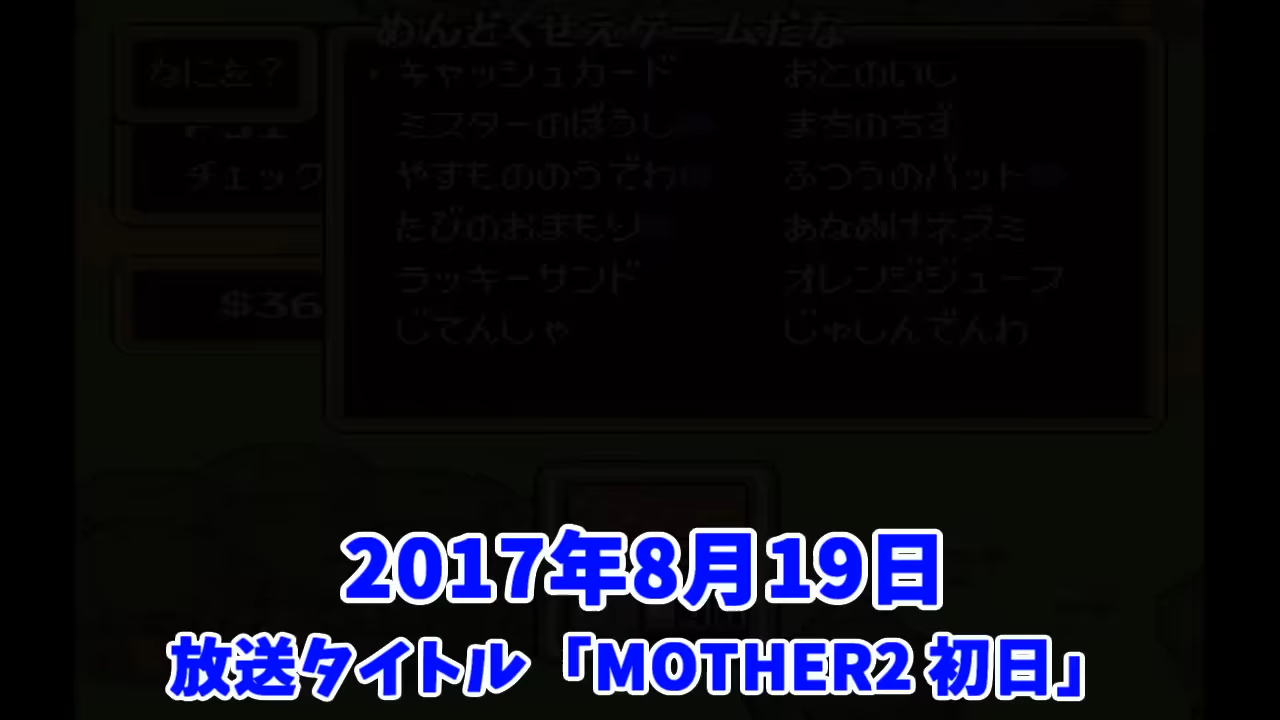 めんどくせえゲームだな
なにを？
キャッシュカード おとのいし
ミスターのぼうし まちのちず
チェック
やすもののうでわ ふつうのバット
たびのおまもり あなぬけネズミ
ラッキーサンド オレンジジュース
$36
じてんしゃ じゅしんでんわ
2017年8月19日
放送タイトル「MOTHER2 初日」